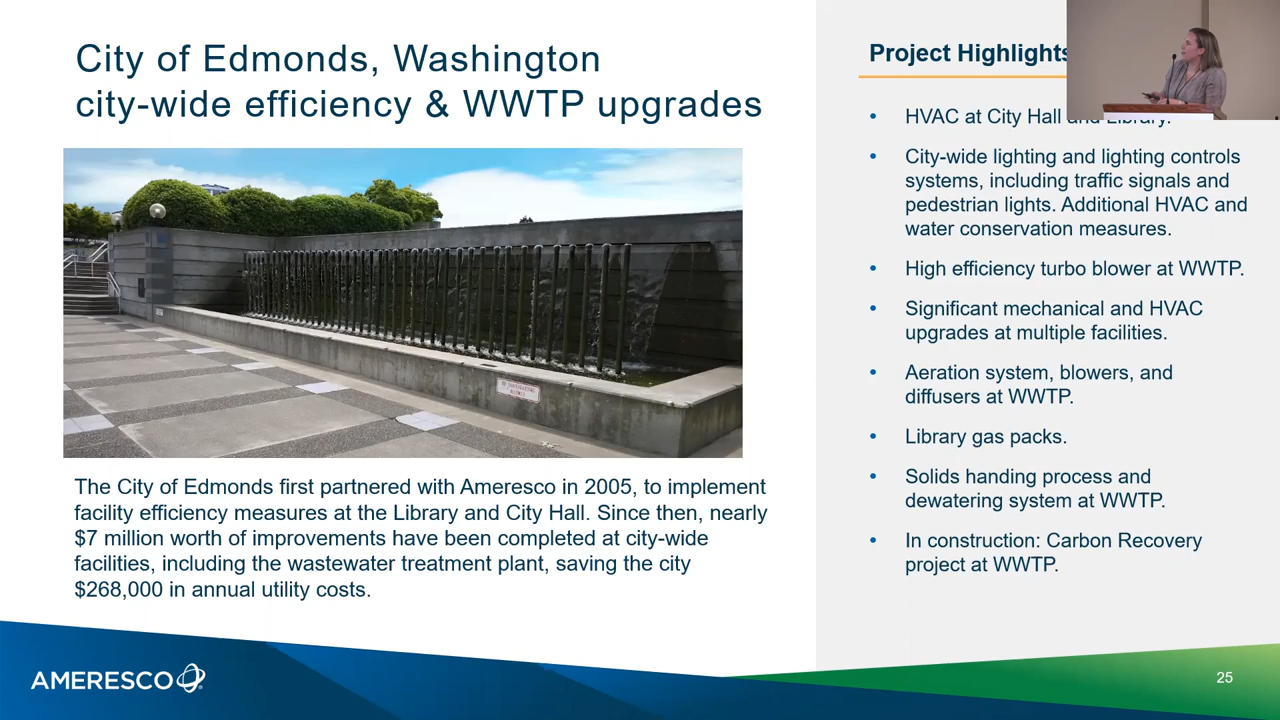 City of Edmonds, Washington
city-wide efficiency & WWTP upgrades
The City of Edmonds first partnered with Ameresco in 2005, to implement
facility efficiency measures at the Library and City Hall. Since then, nearly
$7 million worth of improvements have been completed at city-wide
facilities, including the wastewater treatment plant, saving the city
$268,000 in annual utility costs.
Project Highlights
• HVAC at City Hall and Library.
• City-wide lighting and lighting controls
systems, including traffic signals and
pedestrian lights. Additional HVAC and
water conservation measures.
• High efficiency turbo blower at WWTP.
• Significant mechanical and HVAC
upgrades at multiple facilities.
• Aeration system, blowers, and
diffusers at WWTP.
• Library gas packs.
• Solids handing process and
dewatering system at WWTP.
• In construction: Carbon Recovery
project at WWTP.
AMERESCO
25